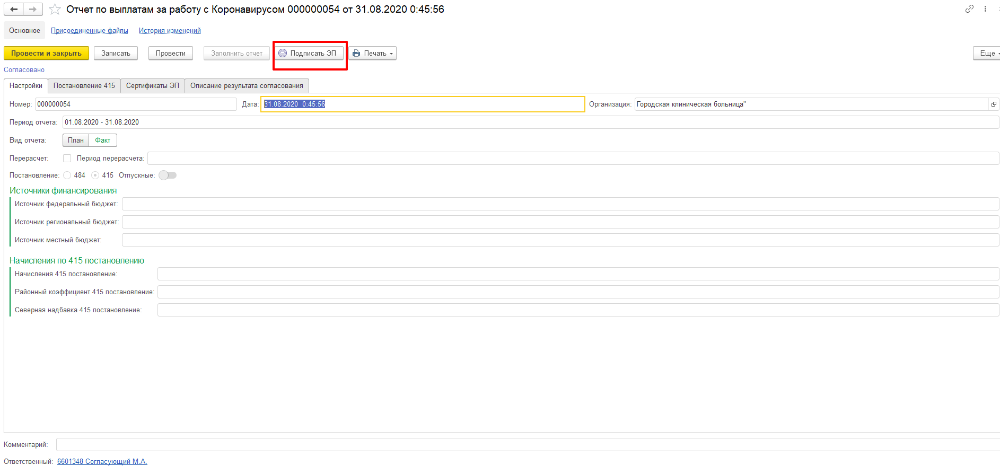 Отчет по выплатам за работу с Коронавирусом 000000054 от 31.08.2020 0:45:56
Основное Присоединенные файлы История изменений
Провести и закрыть Записать Провести Заполнить отчет Подписать ЭП Печать Еще
Согласовано
Настройки Постановление 415 Сертификаты ЭП Описание результата согласования
Номер: 000000054 Дата: 31.08.2020 0:45:56 Организация: Городская клиническая больница"
Период отчета: 01.08.2020 - 31.08.2020
Вид отчета: План Факт
Перерасчет: Период перерасчета:
Постановление: 484 415 Отпускные:
Источники финансирования
Источник федеральный бюджет:
Источник региональный бюджет:
Источник местный бюджет:
Начисления по 415 постановлению
Начисления 415 постановление:
Районный коэффициент 415 постановление:
Северная надбавка 415 постановление:
Комментарий:
Ответственный: 6601348 Согласующий М.А.